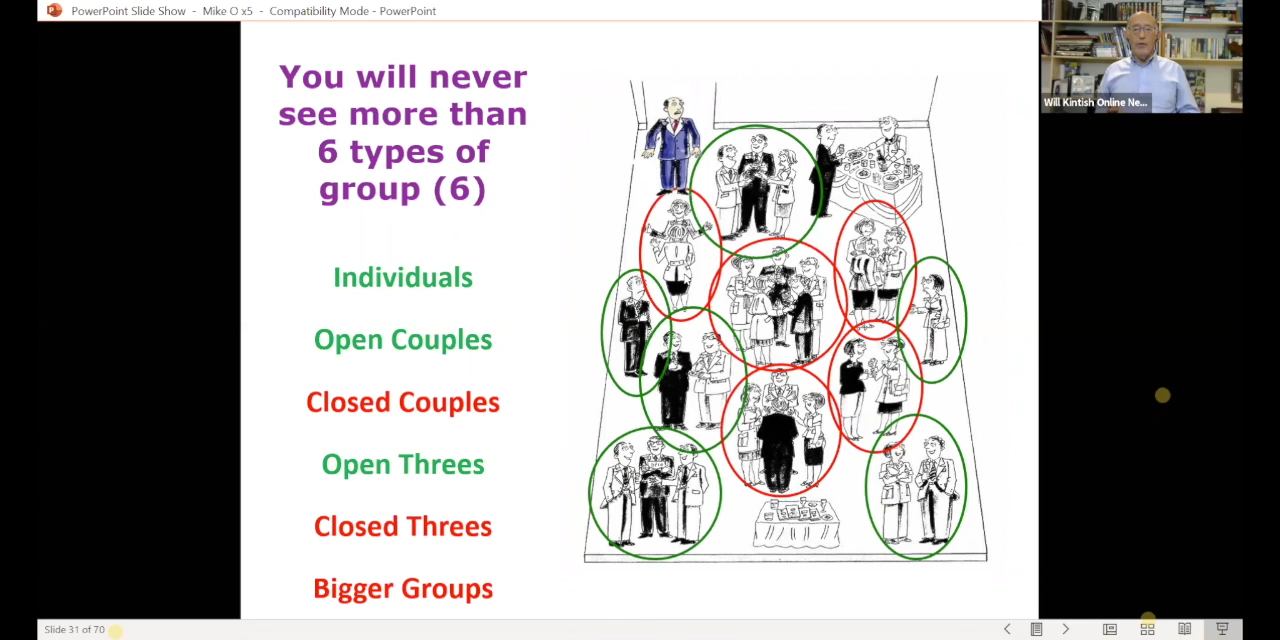 PowerPoint Slide Show - Mike O x5 - Compatibility Mode - PowerPoint
You will never
see more than
6 types of
group (6)
Individuals
Open Couples
Closed Couples
Open Threes
Closed Threes
Bigger Groups
Will Kintish Online Ne...
Slide 31 of 70